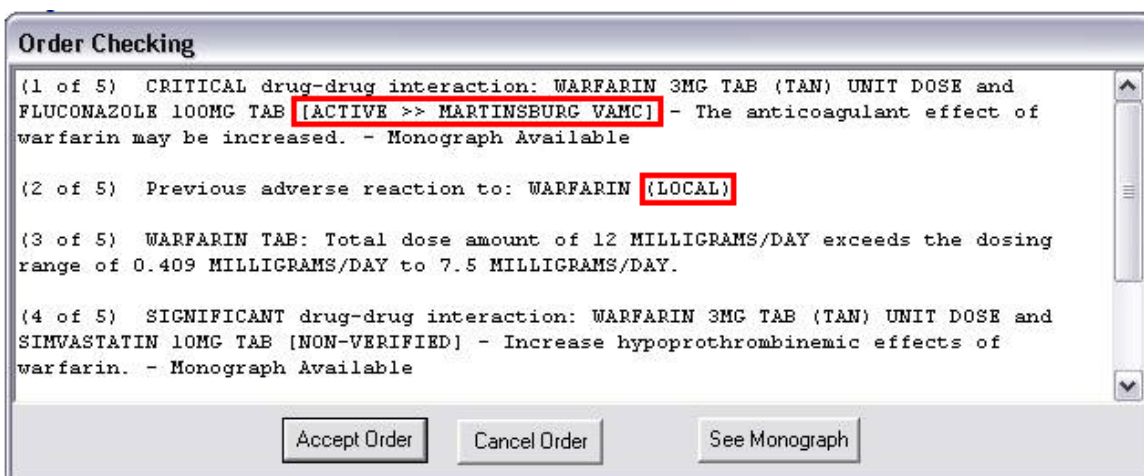 Order Checking
(1 of 5)  CRITICAL drug-drug interaction: WARFARIN 3MG TAB (TAN) UNIT DOSE and
FLUCONAZOLE 100MG TAB [ACTIVE >> MARTINSBURG VAMC] - The anticoagulant effect of
warfarin may be increased. - Monograph Available
(2 of 5)  Previous adverse reaction to: WARFARIN (LOCAL)
(3 of 5)  WARFARIN TAB: Total dose amount of 12 MILLIGRAMS/DAY exceeds the dosing
range of 0.409 MILLIGRAMS/DAY to 7.5 MILLIGRAMS/DAY.
(4 of 5)  SIGNIFICANT drug-drug interaction: WARFARIN 3MG TAB (TAN) UNIT DOSE and
SIMVASTATIN 10MG TAB [NON-VERIFIED] - Increase hypoprothrombinemic effects of
warfarin. - Monograph Available
Accept Order Cancel Order See Monograph